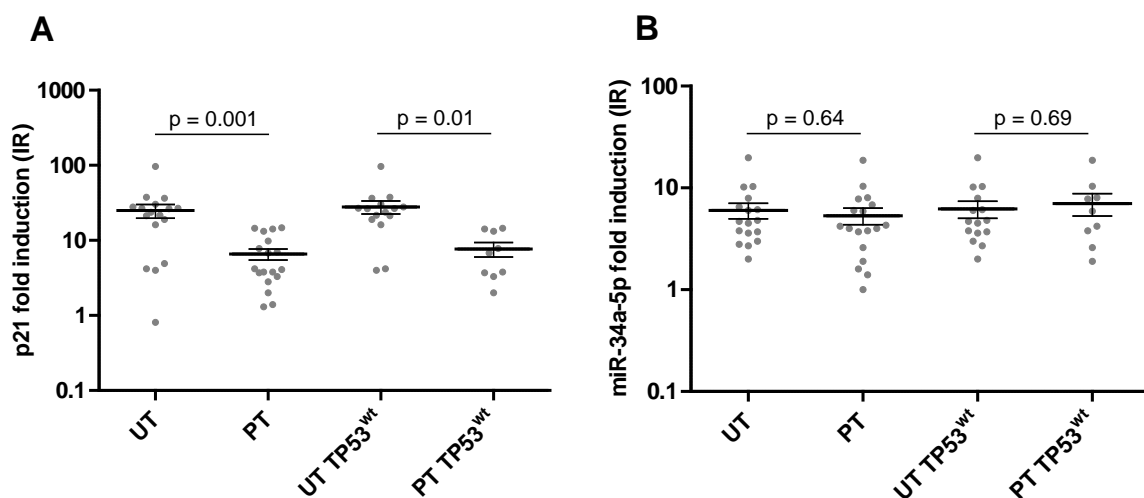 A
p21 fold induction (IR)
1000
100
10
1
0.1
p = 0.001
p = 0.01
UT
PT
UT TP53wt
PT TP53wt
B
miR-34a-5p fold induction (IR)
100
10
1
0.1
p = 0.64
p = 0.69
UT
PT
UT TP53wt
PT TP53wt